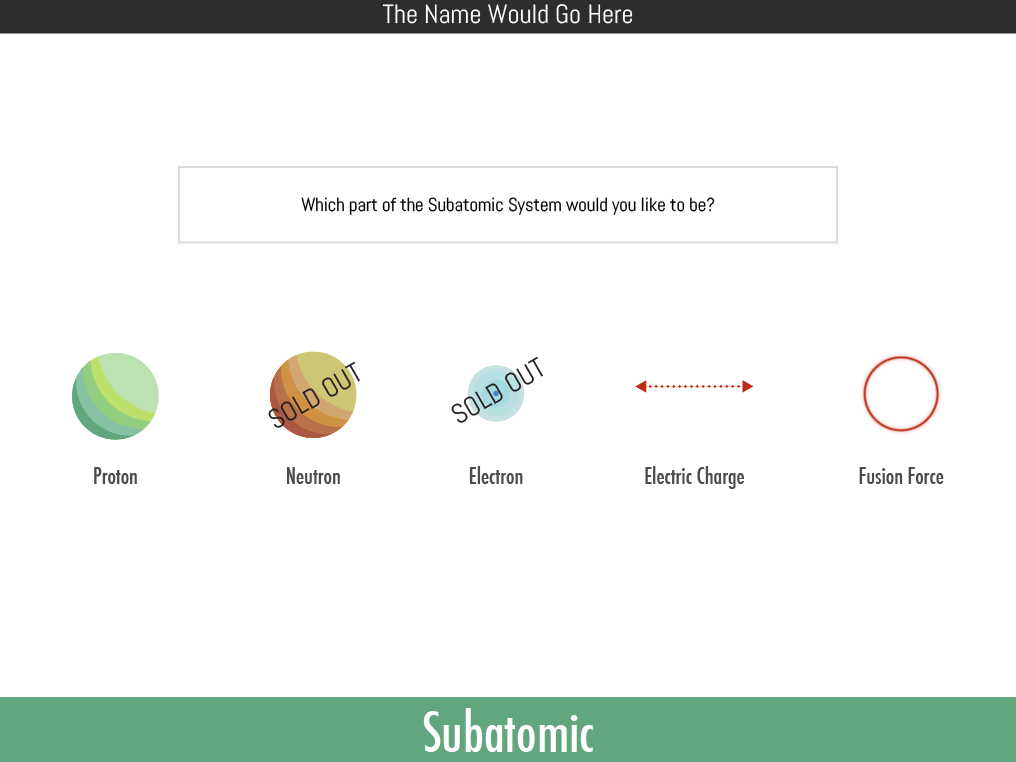 The Name Would Go Here
Which part of the Subatomic System would you like to be?
SOLD OUT
SOLD OUT
Proton
Neutron
Electron
Electric Charge
Fusion Force
Subatomic